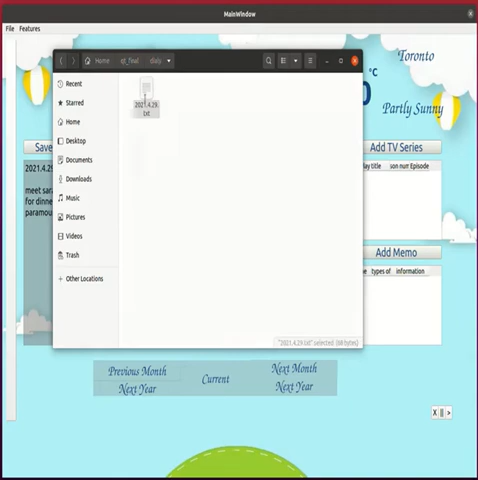 MainWindow
File Features
Home qt_final
Toronto
°C
0
Partly Sunny
Recent
Starred
Home
Desktop
Documents
Downloads
Music
Pictures
Videos
Trash
+ Other Locations
2021.4.29.
txt
"2021.4.29.txt" selected (68 bytes)
Save
2021.4.29
meet sara
for dinne
paramou
Add TV Series
lay title son num Episode
Add Memo
e types of information
Previous Month
Next Year
Current
Next Month
Next Year
X || >